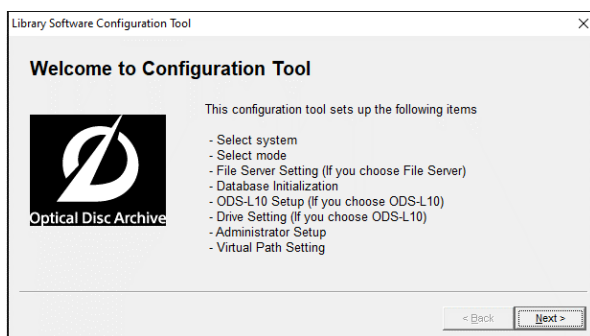 Library Software Configuration Tool
Welcome to Configuration Tool
Optical Disc Archive
This configuration tool sets up the following items
- Select system
- Select mode
- File Server Setting (If you choose File Server)
- Database Initialization
- ODS-L10 Setup (If you choose ODS-L10)
- Drive Setting (If you choose ODS-L10)
- Administrator Setup
- Virtual Path Setting
< Back
Next >